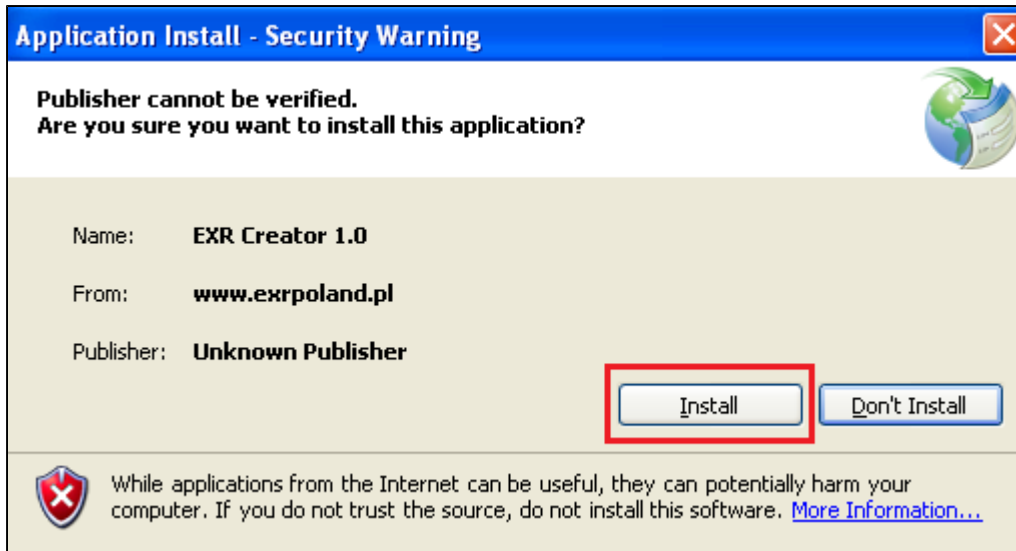 Application Install - Security Warning
Publisher cannot be verified.
Are you sure you want to install this application?
Name: EXR Creator 1.0
From: www.exrpoland.pl
Publisher: Unknown Publisher
Install Don't Install
While applications from the Internet can be useful, they can potentially harm your
computer. If you do not trust the source, do not install this software. More Information...